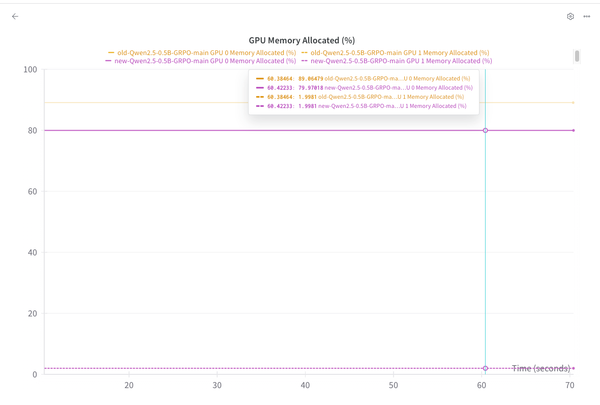 GPU Memory Allocated (%)
old-Qwen2.5-0.5B-GRPO-main GPU 0 Memory Allocated (%) old-Qwen2.5-0.5B-GRPO-main GPU 1 Memory Allocated (%)
new-Qwen2.5-0.5B-GRPO-main GPU 0 Memory Allocated (%) new-Qwen2.5-0.5B-GRPO-main GPU 1 Memory Allocated (%)
60.38464: 89.06479 old-Qwen2.5-0.5B-GRPO-ma...U 0 Memory Allocated (%)
60.42233: 79.97018 new-Qwen2.5-0.5B-GRPO-ma...U 0 Memory Allocated (%)
60.38464: 1.9981 old-Qwen2.5-0.5B-GRPO-ma...U 1 Memory Allocated (%)
60.42233: 1.9981 new-Qwen2.5-0.5B-GRPO-ma...U 1 Memory Allocated (%)
100
80
60
40
20
0
Time (seconds)
20 30 40 50 60 70